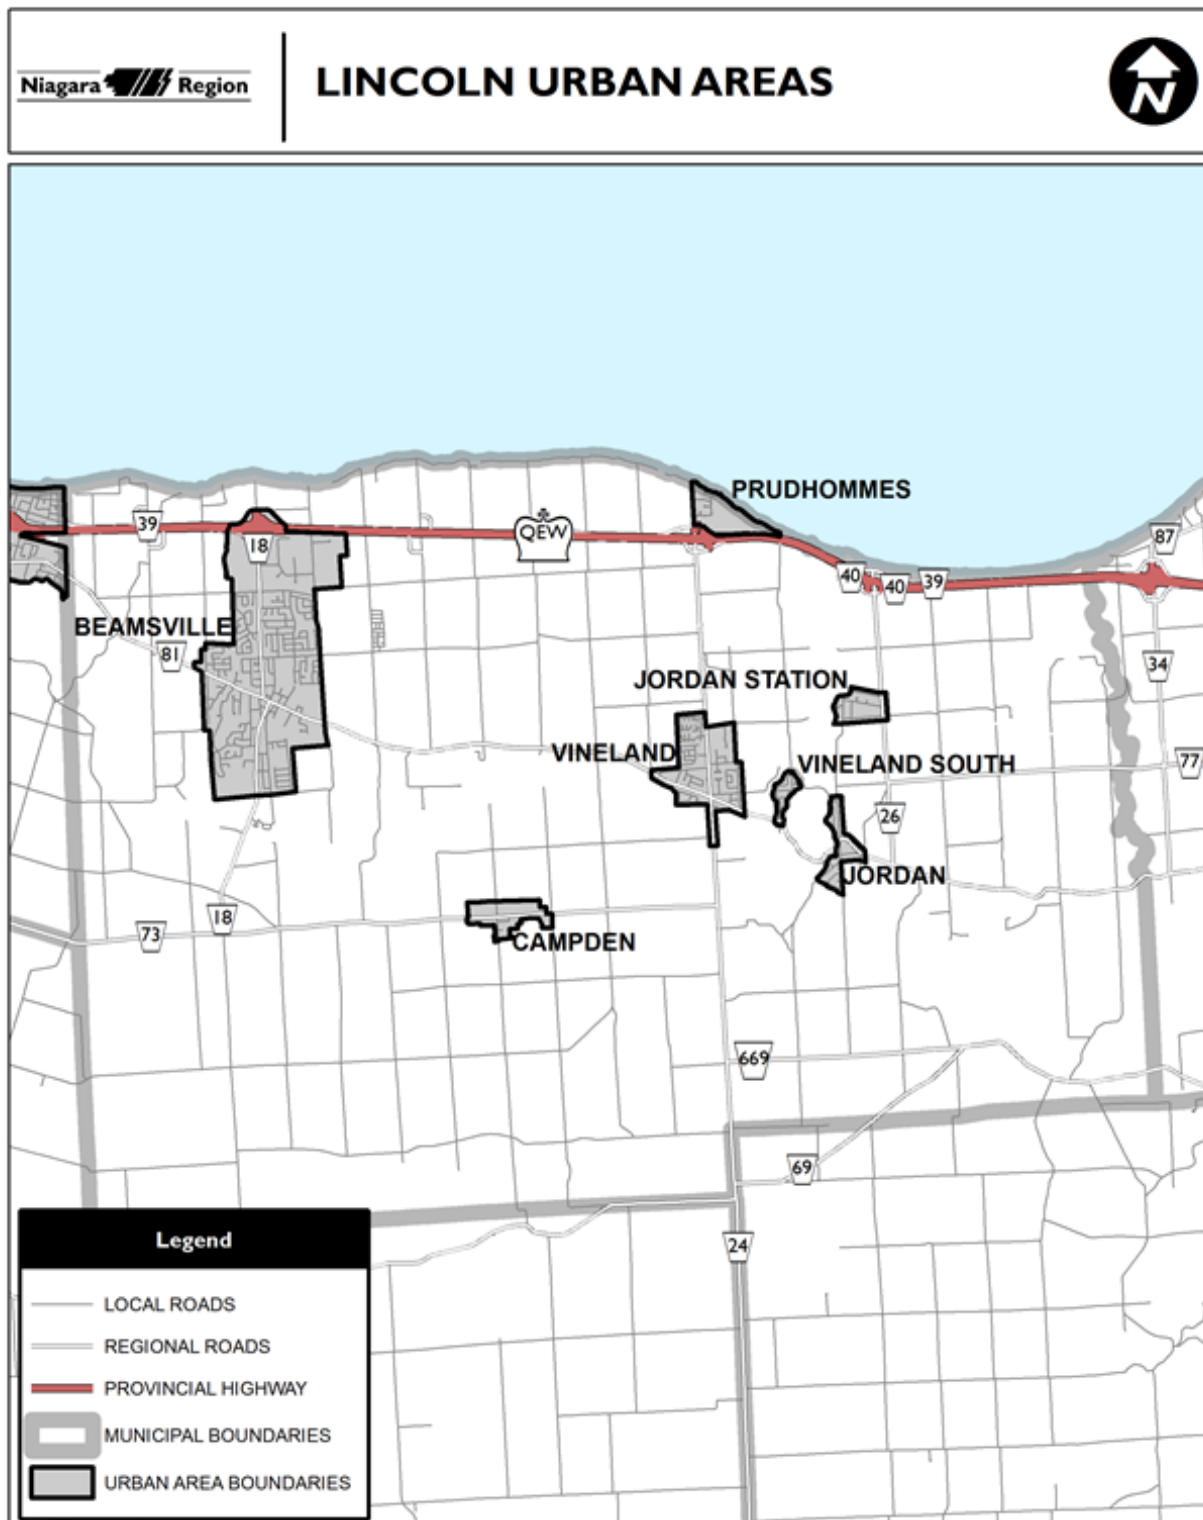 Niagara Region
LINCOLN URBAN AREAS
N
PRUDHOMMES
39
QEW
18
87
40
40
39
BEAMSVILLE
81
34
JORDAN STATION
VINELAND
VINELAND SOUTH
77
26
JORDAN
18
73
CAMPDEN
669
69
24
Legend
LOCAL ROADS
REGIONAL ROADS
PROVINCIAL HIGHWAY
MUNICIPAL BOUNDARIES
URBAN AREA BOUNDARIES